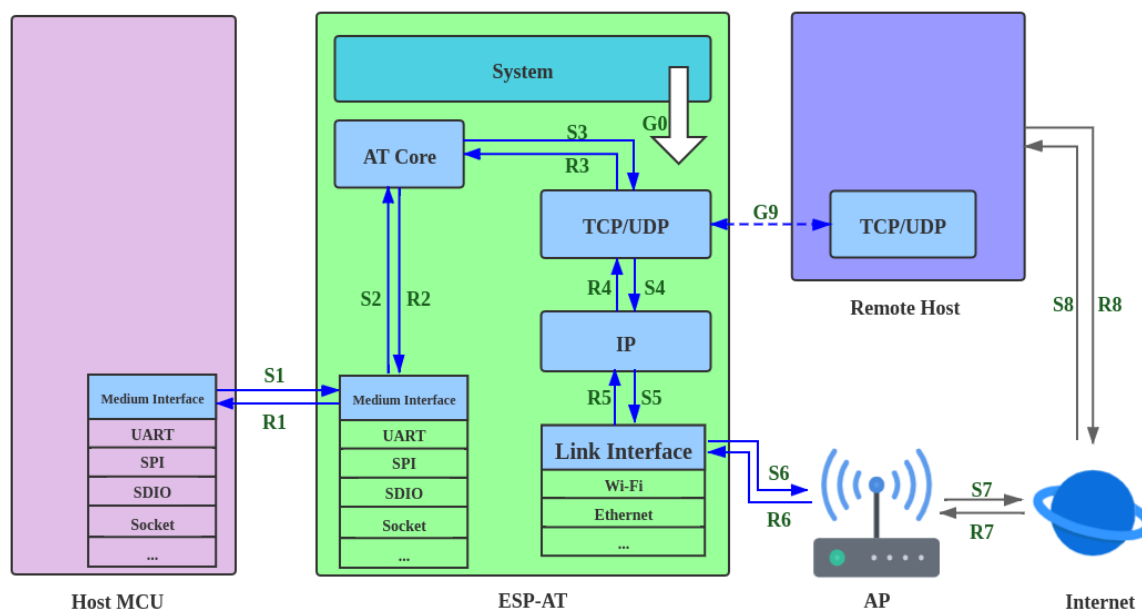 System
G0
AT Core
S3
R3
TCP/UDP
G9
TCP/UDP
S2
R2
R4
S4
Remote Host
S8
R8
IP
S1
R1
Medium Interface
UART
SPI
SDIO
Socket
...
Medium Interface
UART
SPI
SDIO
Socket
...
R5
S5
Link Interface
Wi-Fi
Ethernet
...
S6
R6
S7
R7
Host MCU
ESP-AT
AP
Internet